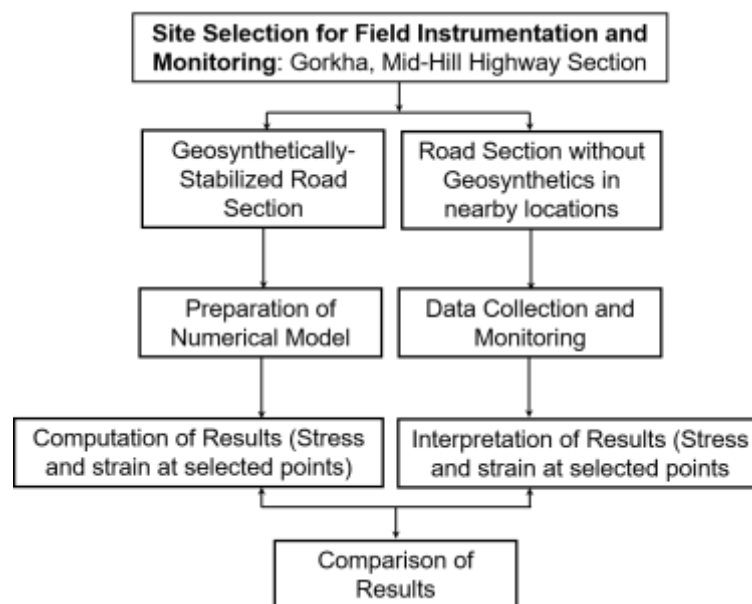 Site Selection for Field Instrumentation and
Monitoring: Gorkha, Mid-Hill Highway Section
Geosynthetically-
Stabilized Road
Section
Road Section without
Geosynthetics in
nearby locations
Preparation of
Numerical Model
Data Collection and
Monitoring
Computation of Results (Stress
and strain at selected points)
Interpretation of Results (Stress
and strain at selected points
Comparison of
Results